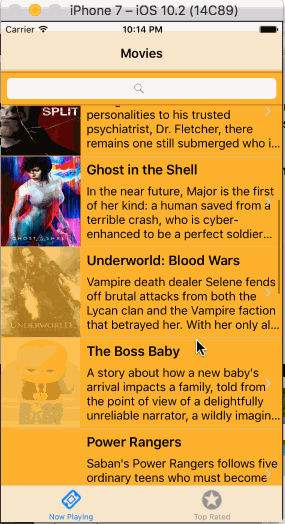 iPhone 7 – iOS 10.2 (14C89)
Carrier 10:14 PM
Movies
SPLIT
personalities to his trusted
psychiatrist, Dr. Fletcher, there
remains one still submerged who i...
Ghost in the Shell
In the near future, Major is the first
of her kind: a human saved from a
terrible crash, who is cyber-
enhanced to be a perfect soldier...
GHOST IN THE SHELL
Underworld: Blood Wars
Vampire death dealer Selene fends
off brutal attacks from both the
Lycan clan and the Vampire faction
that betrayed her. With her only al...
UNDERWORLD
The Boss Baby
A story about how a new baby's
arrival impacts a family, told from
the point of view of a delightfully
unreliable narrator, a wildly imagin...
Power Rangers
Saban's Power Rangers follows five
ordinary teens who must become
Now Playing
Top Rated